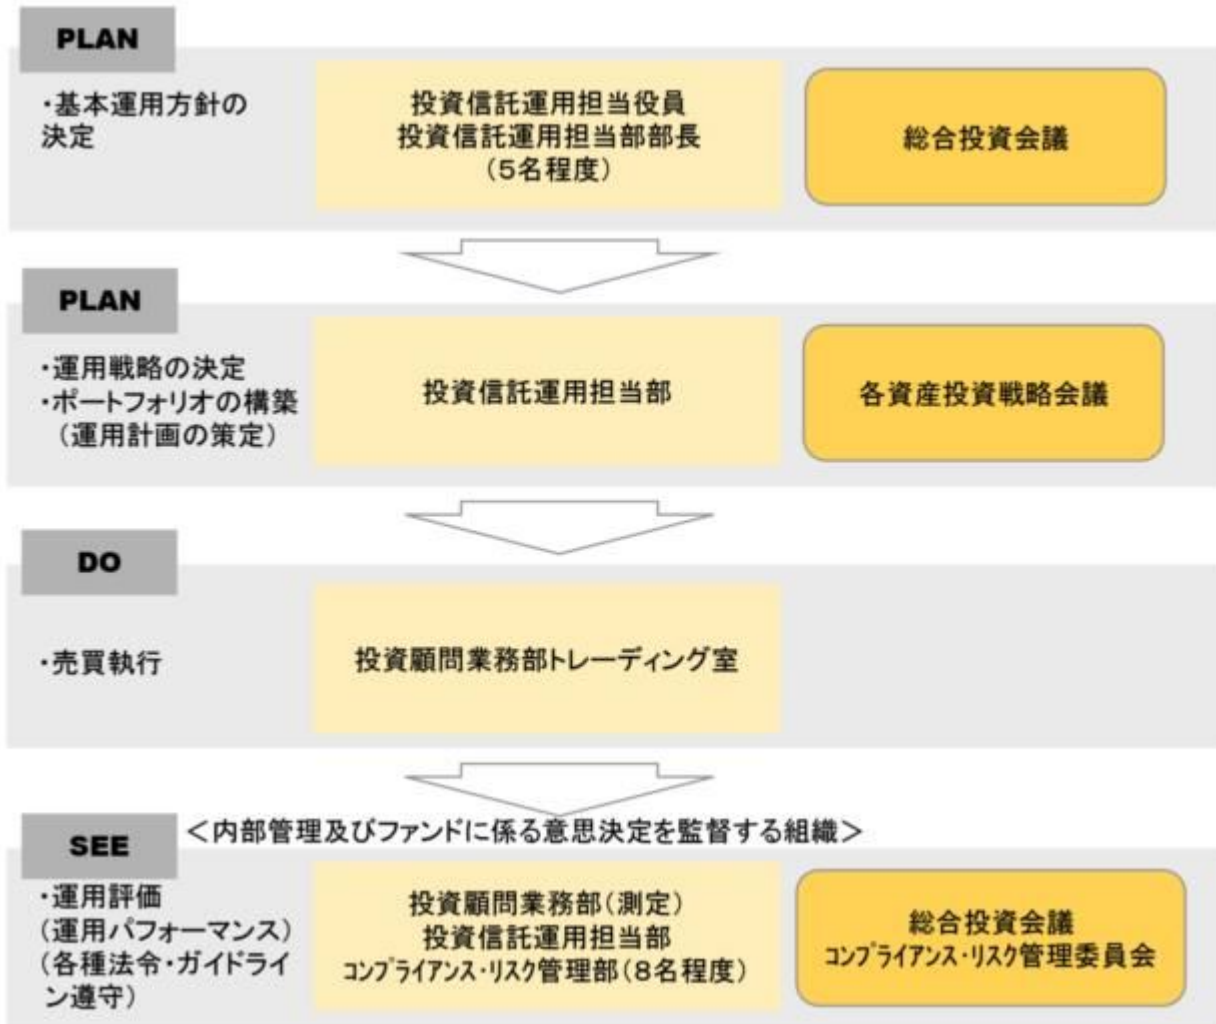 PLAN
・基本運用方針の
決定
投資信託運用担当役員
投資信託運用担当部部長
(5名程度)
総合投資会議
PLAN
・運用戦略の決定
・ポートフォリオの構築
(運用計画の策定)
投資信託運用担当部
各資産投資戦略会議
DO
・売買執行
投資顧問業務部トレーディング室
SEE
<内部管理及びファンドに係る意思決定を監督する組織>
・運用評価
(運用パフォーマンス)
(各種法令・ガイドライ
ン遵守)
投資顧問業務部(測定)
投資信託運用担当部
コンプライアンス・リスク管理部(8名程度)
総合投資会議
コンプライアンス・リスク管理委員会